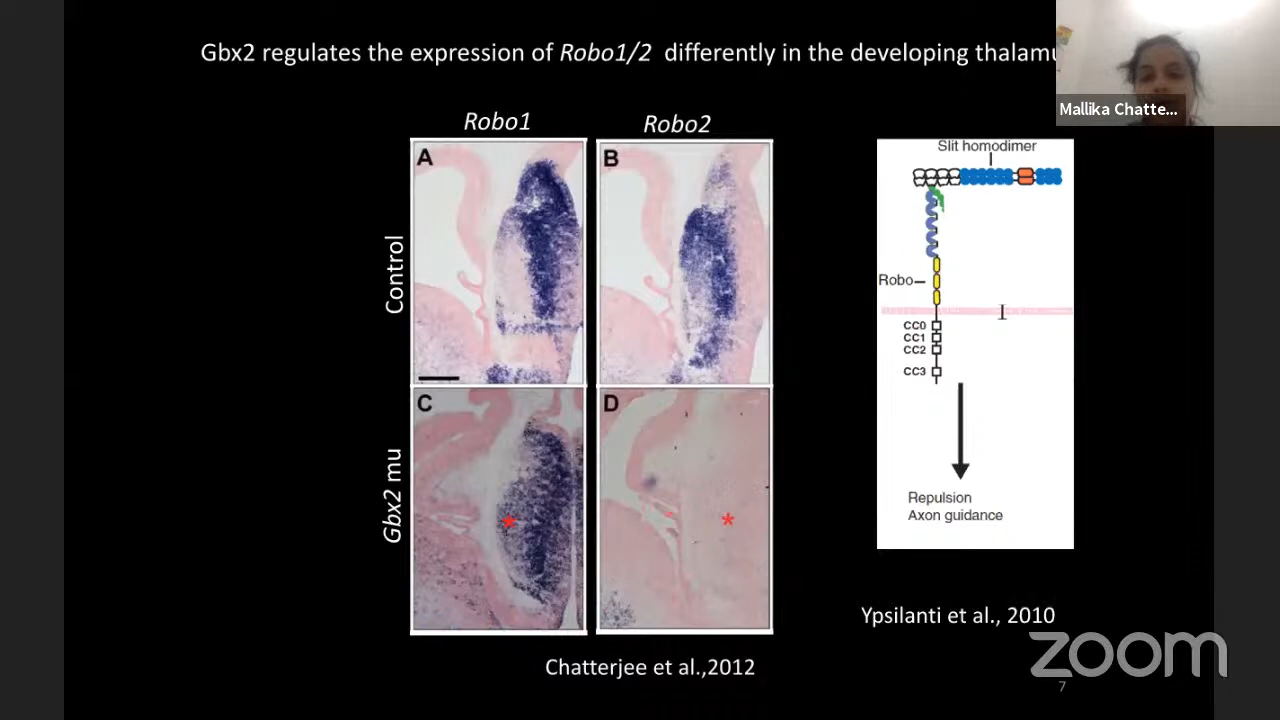 Gbx2 regulates the expression of Robo1/2 differently in the developing thalamu
Mallika Chatte...
Robo1
Robo2
Control
Gbx2 mu
A
B
C
D
*
*
Slit homodimer
Robo
CC0
CC1
CC2
CC3
Repulsion
Axon guidance
Ypsilanti et al., 2010
Chatterjee et al.,2012
zoom
7